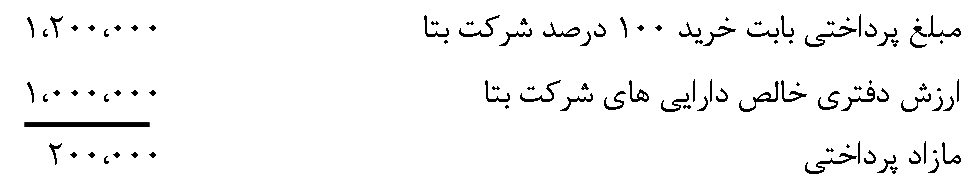 مبلغ پرداختی بابت خرید ۱۰۰ درصد شرکت بتا ۱،۲۰۰،۰۰۰
ارزش دفتری خالص دارایی های شرکت بتا ۱،۰۰۰،۰۰۰
مازاد پرداختی ۲۰۰،۰۰۰